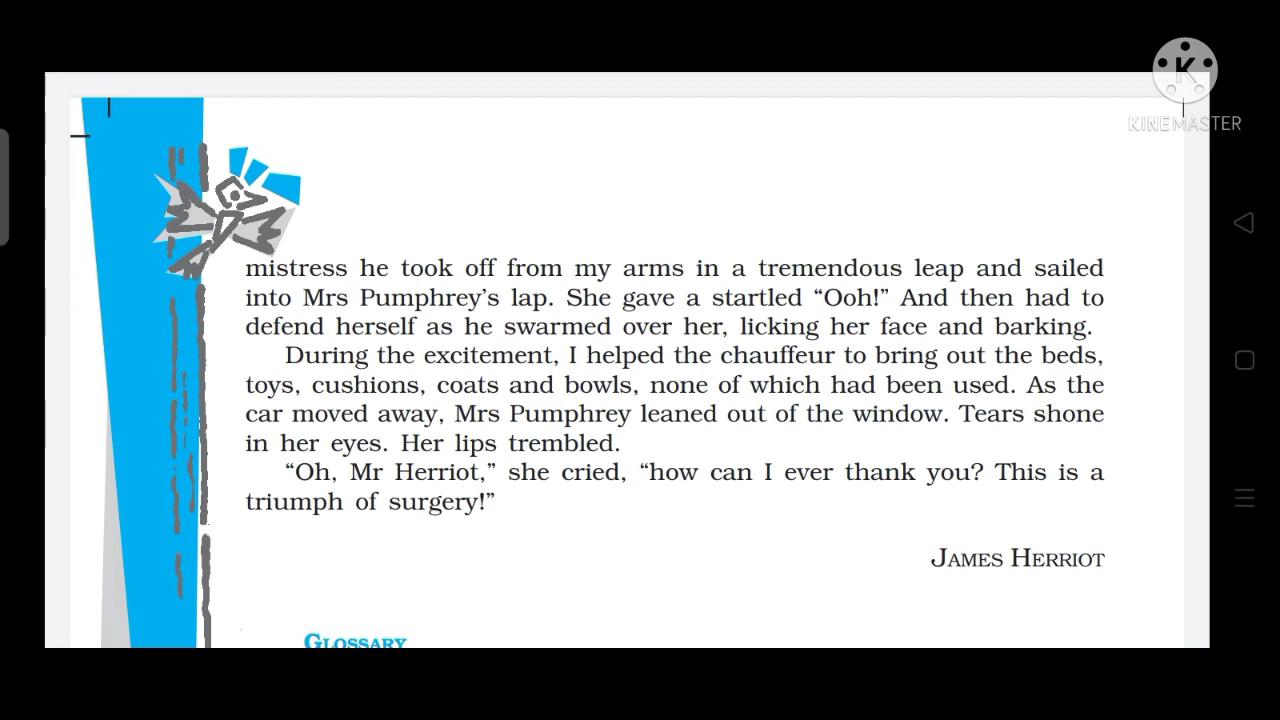 KINEMASTER
mistress he took off from my arms in a tremendous leap and sailed
into Mrs Pumphrey’s lap. She gave a startled “Ooh!” And then had to
defend herself as he swarmed over her, licking her face and barking.
During the excitement, I helped the chauffeur to bring out the beds,
toys, cushions, coats and bowls, none of which had been used. As the
car moved away, Mrs Pumphrey leaned out of the window. Tears shone
in her eyes. Her lips trembled.
“Oh, Mr Herriot,” she cried, “how can I ever thank you? This is a
triumph of surgery!”
JAMES HERRIOT
GLOSSARY